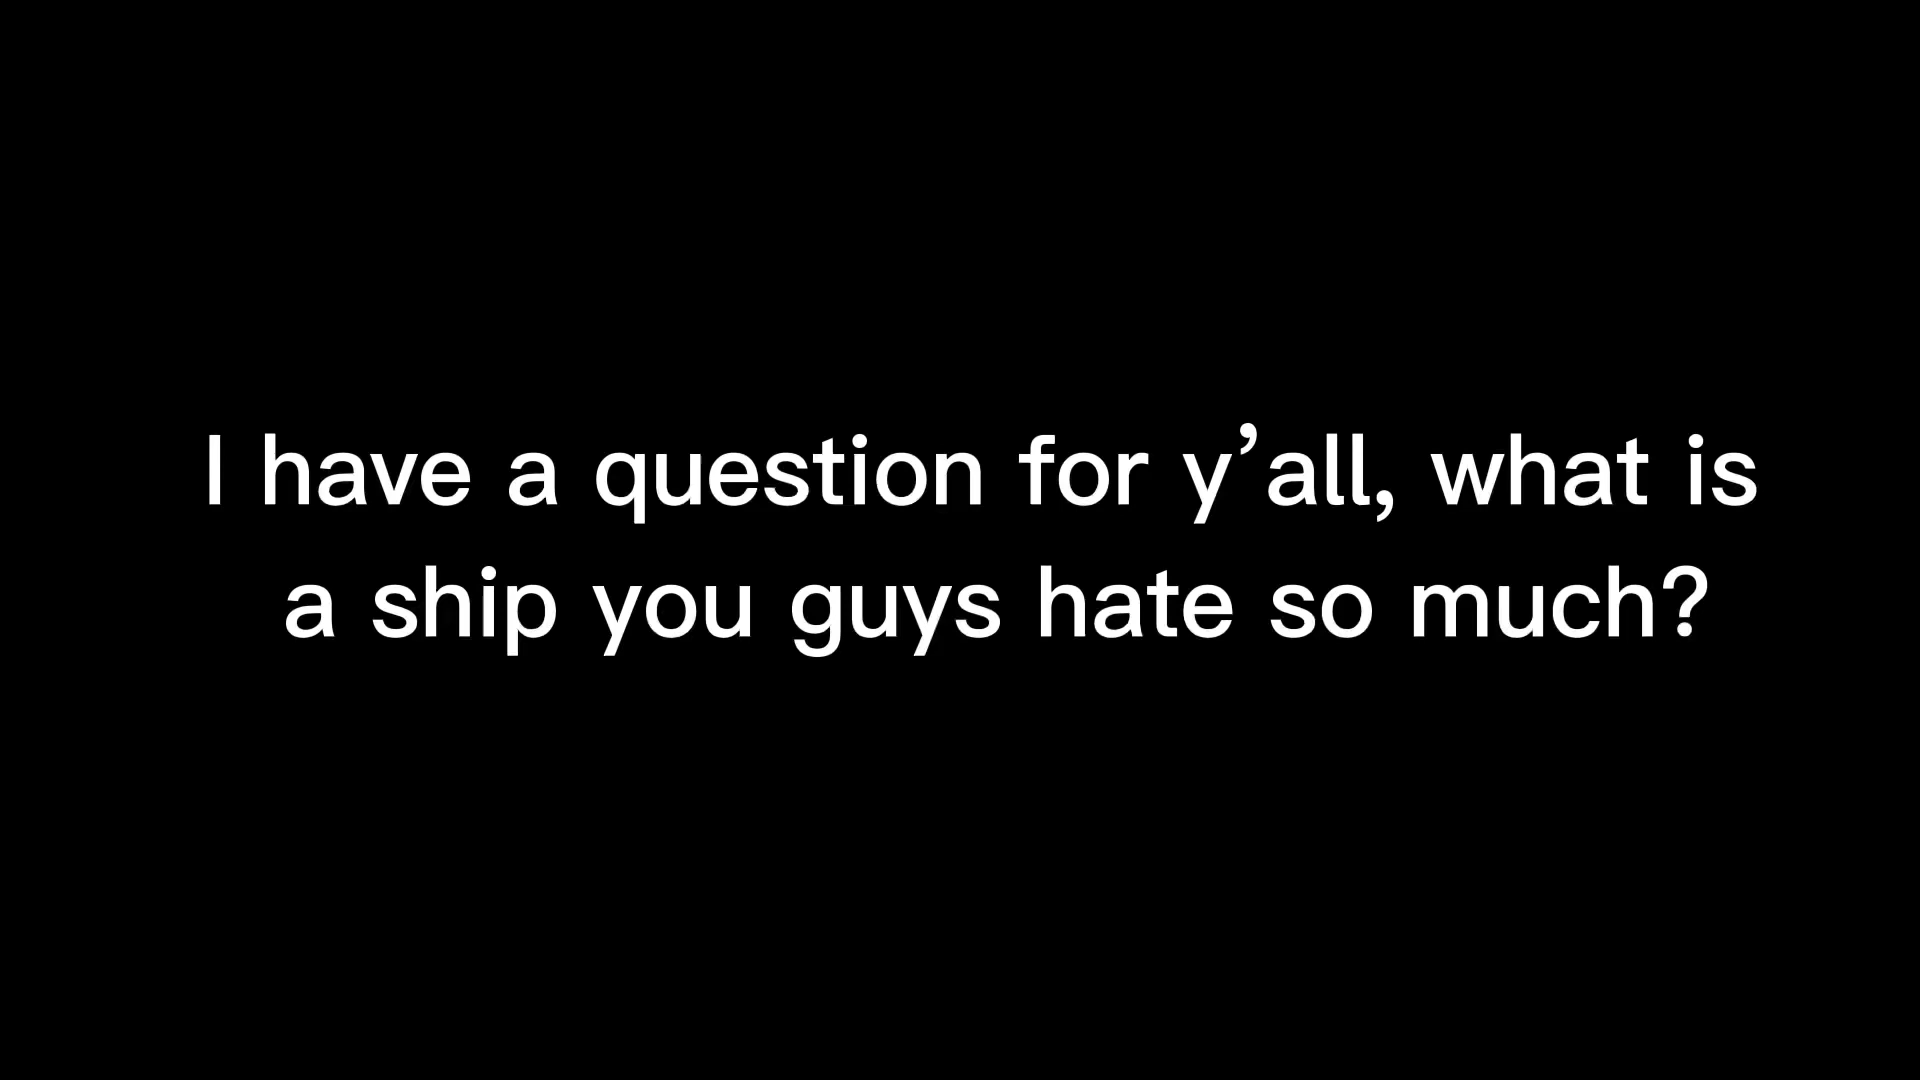 I have a question for y’all, what is
a ship you guys hate so much?